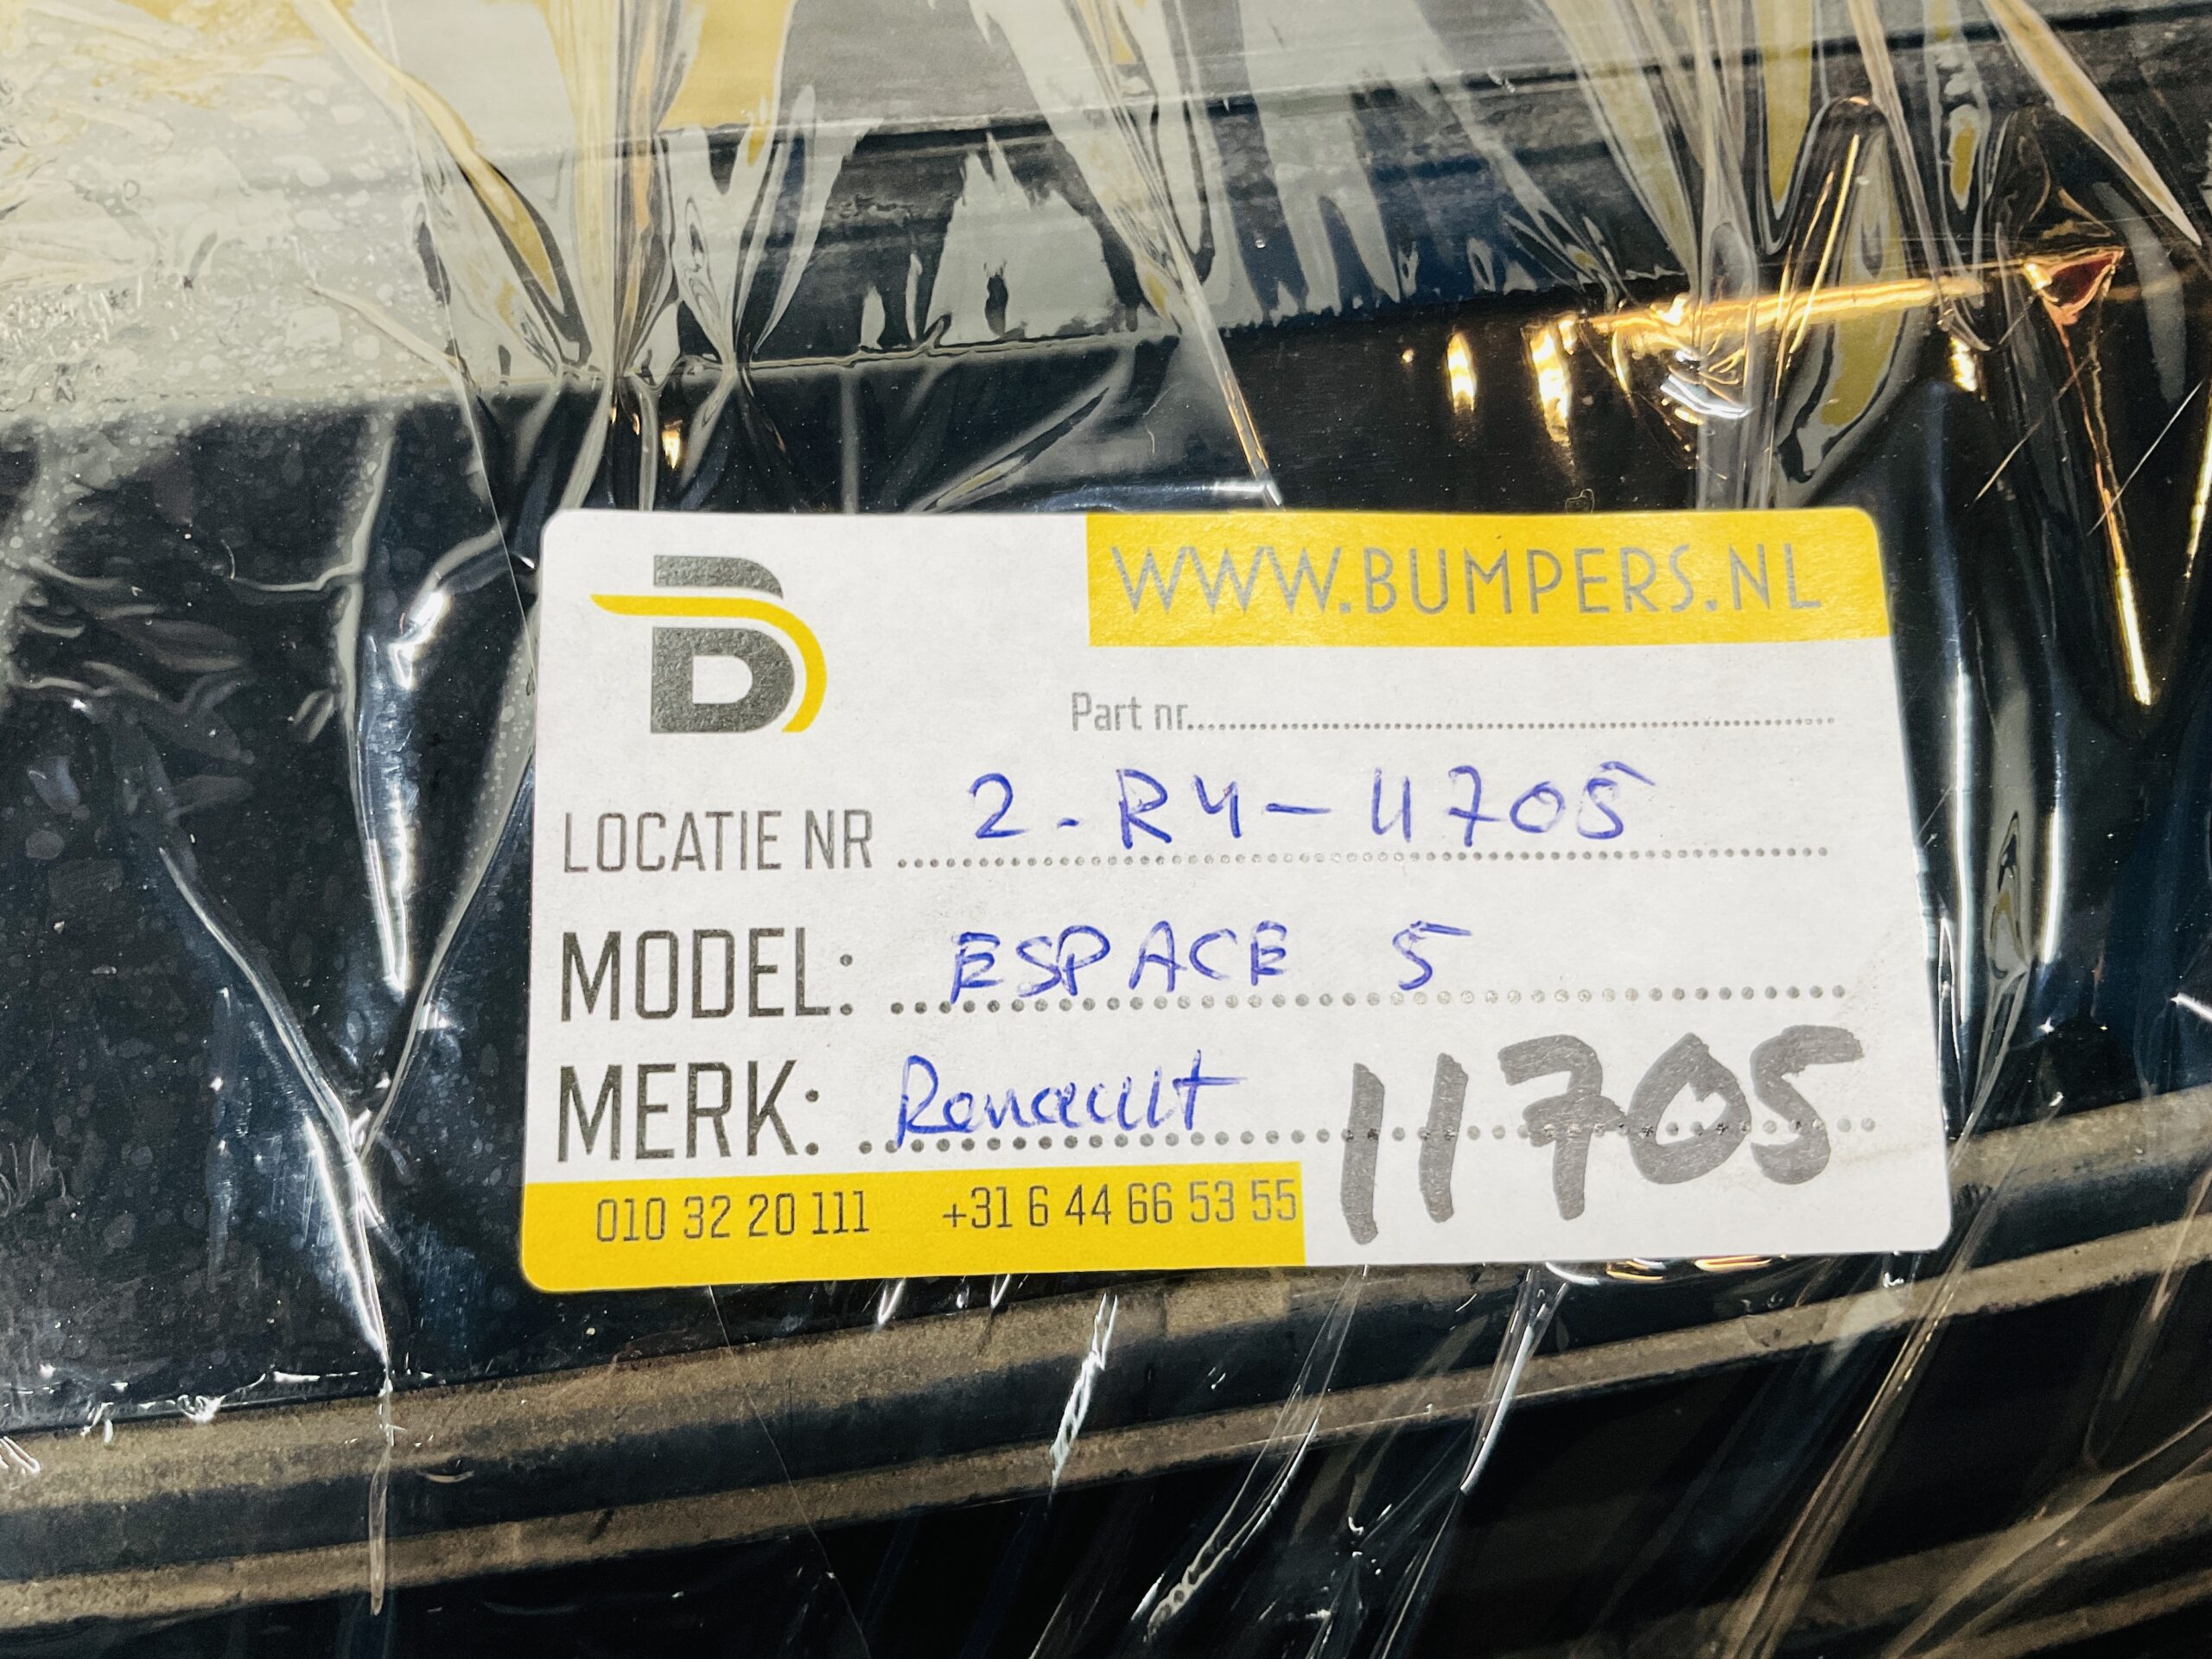 B
WWW.BUMPERS.NL
Part nr.
LOCATIE NR 2-R4-11705
MODEL: ESPACE 5
MERK: Renault 11705
010 32 20 111 +31 6 44 66 53 55